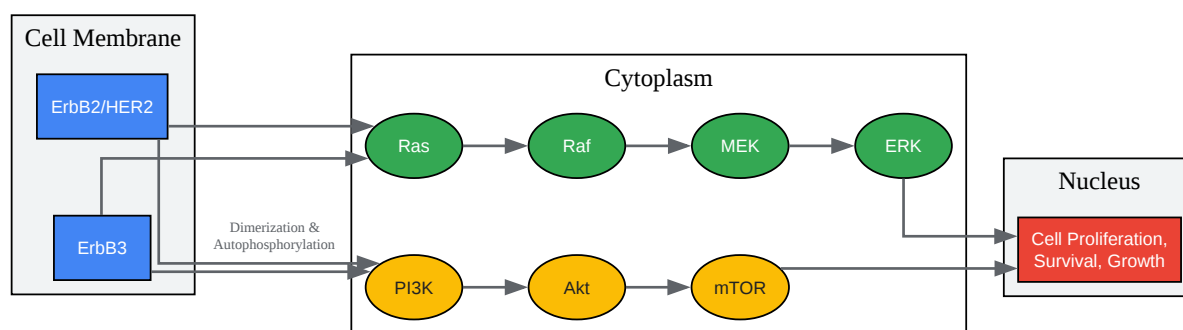 Cell Membrane
ErbB2/HER2
ErbB3
Dimerization &
Autophosphorylation
Cytoplasm
Ras
Raf
MEK
ERK
PI3K
Akt
mTOR
Nucleus
Cell Proliferation,
Survival, Growth